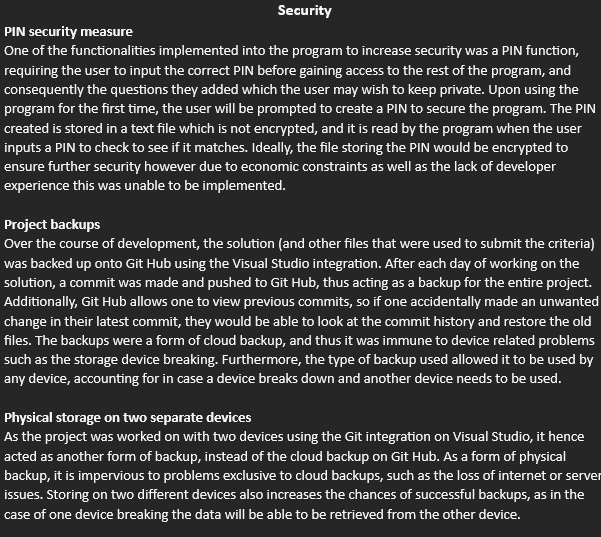 Security
PIN security measure
One of the functionalities implemented into the program to increase security was a PIN function,
requiring the user to input the correct PIN before gaining access to the rest of the program, and
consequently the questions they added which the user may wish to keep private. Upon using the
program for the first time, the user will be prompted to create a PIN to secure the program. The PIN
created is stored in a text file which is not encrypted, and it is read by the program when the user
inputs a PIN to check to see if it matches. Ideally, the file storing the PIN would be encrypted to
ensure further security however due to economic constraints as well as the lack of developer
experience this was unable to be implemented.
Project backups
Over the course of development, the solution (and other files that were used to submit the criteria)
was backed up onto Git Hub using the Visual Studio integration. After each day of working on the
solution, a commit was made and pushed to Git Hub, thus acting as a backup for the entire project.
Additionally, Git Hub allows one to view previous commits, so if one accidentally made an unwanted
change in their latest commit, they would be able to look at the commit history and restore the old
files. The backups were a form of cloud backup, and thus it was immune to device related problems
such as the storage device breaking. Furthermore, the type of backup used allowed it to be used by
any device, accounting for in case a device breaks down and another device needs to be used.
Physical storage on two separate devices
As the project was worked on with two devices using the Git integration on Visual Studio, it hence
acted as another form of backup, instead of the cloud backup on Git Hub. As a form of physical
backup, it is impervious to problems exclusive to cloud backups, such as the loss of internet or server
issues. Storing on two different devices also increases the chances of successful backups, as in the
case of one device breaking the data will be able to be retrieved from the other device.